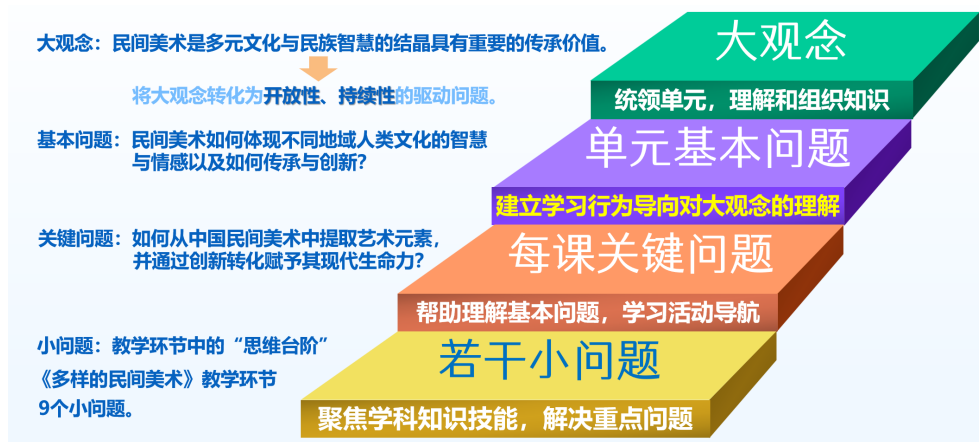 大观念：民间美术是多元文化与民族智慧的结晶具有重要的传承价值。
将大观念转化为开放性、持续性的驱动问题。
基本问题：民间美术如何体现不同地域人类文化的智慧
与情感以及如何传承与创新？
关键问题：如何从中国民间美术中提取艺术元素，
并通过创新转化赋予其现代生命力？
小问题：教学环节中的“思维台阶”
《多样的民间美术》教学环节
9个小问题。
大观念
统领单元，理解和组织知识
单元基本问题
建立学习行为导向对大观念的理解
每课关键问题
帮助理解基本问题，学习活动导航
若干小问题
聚焦学科知识技能，解决重点问题